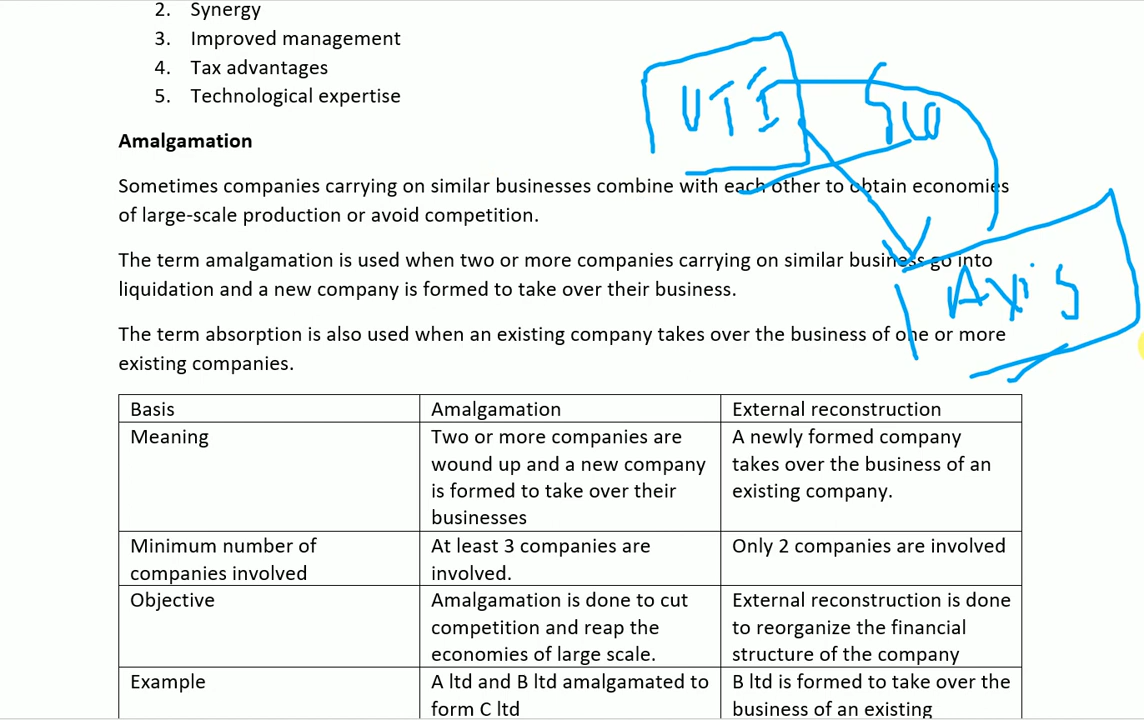 2. Synergy
3. Improved management
4. Tax advantages
5. Technological expertise
UTI
Amalgamation
Sometimes companies carrying on similar businesses combine with each other to obtain economies
of large-scale production or avoid competition.
The term amalgamation is used when two or more companies carrying on similar business go into
liquidation and a new company is formed to take over their business.
Axis
The term absorption is also used when an existing company takes over the business of one or more
existing companies.
Basis Amalgamation External reconstruction
Meaning Two or more companies are A newly formed company
wound up and a new company takes over the business of an
is formed to take over their existing company.
businesses
Minimum number of At least 3 companies are Only 2 companies are involved
companies involved involved.
Objective Amalgamation is done to cut External reconstruction is done
competition and reap the to reorganize the financial
economies of large scale. structure of the company
Example A ltd and B ltd amalgamated to B ltd is formed to take over the
form C ltd business of an existing